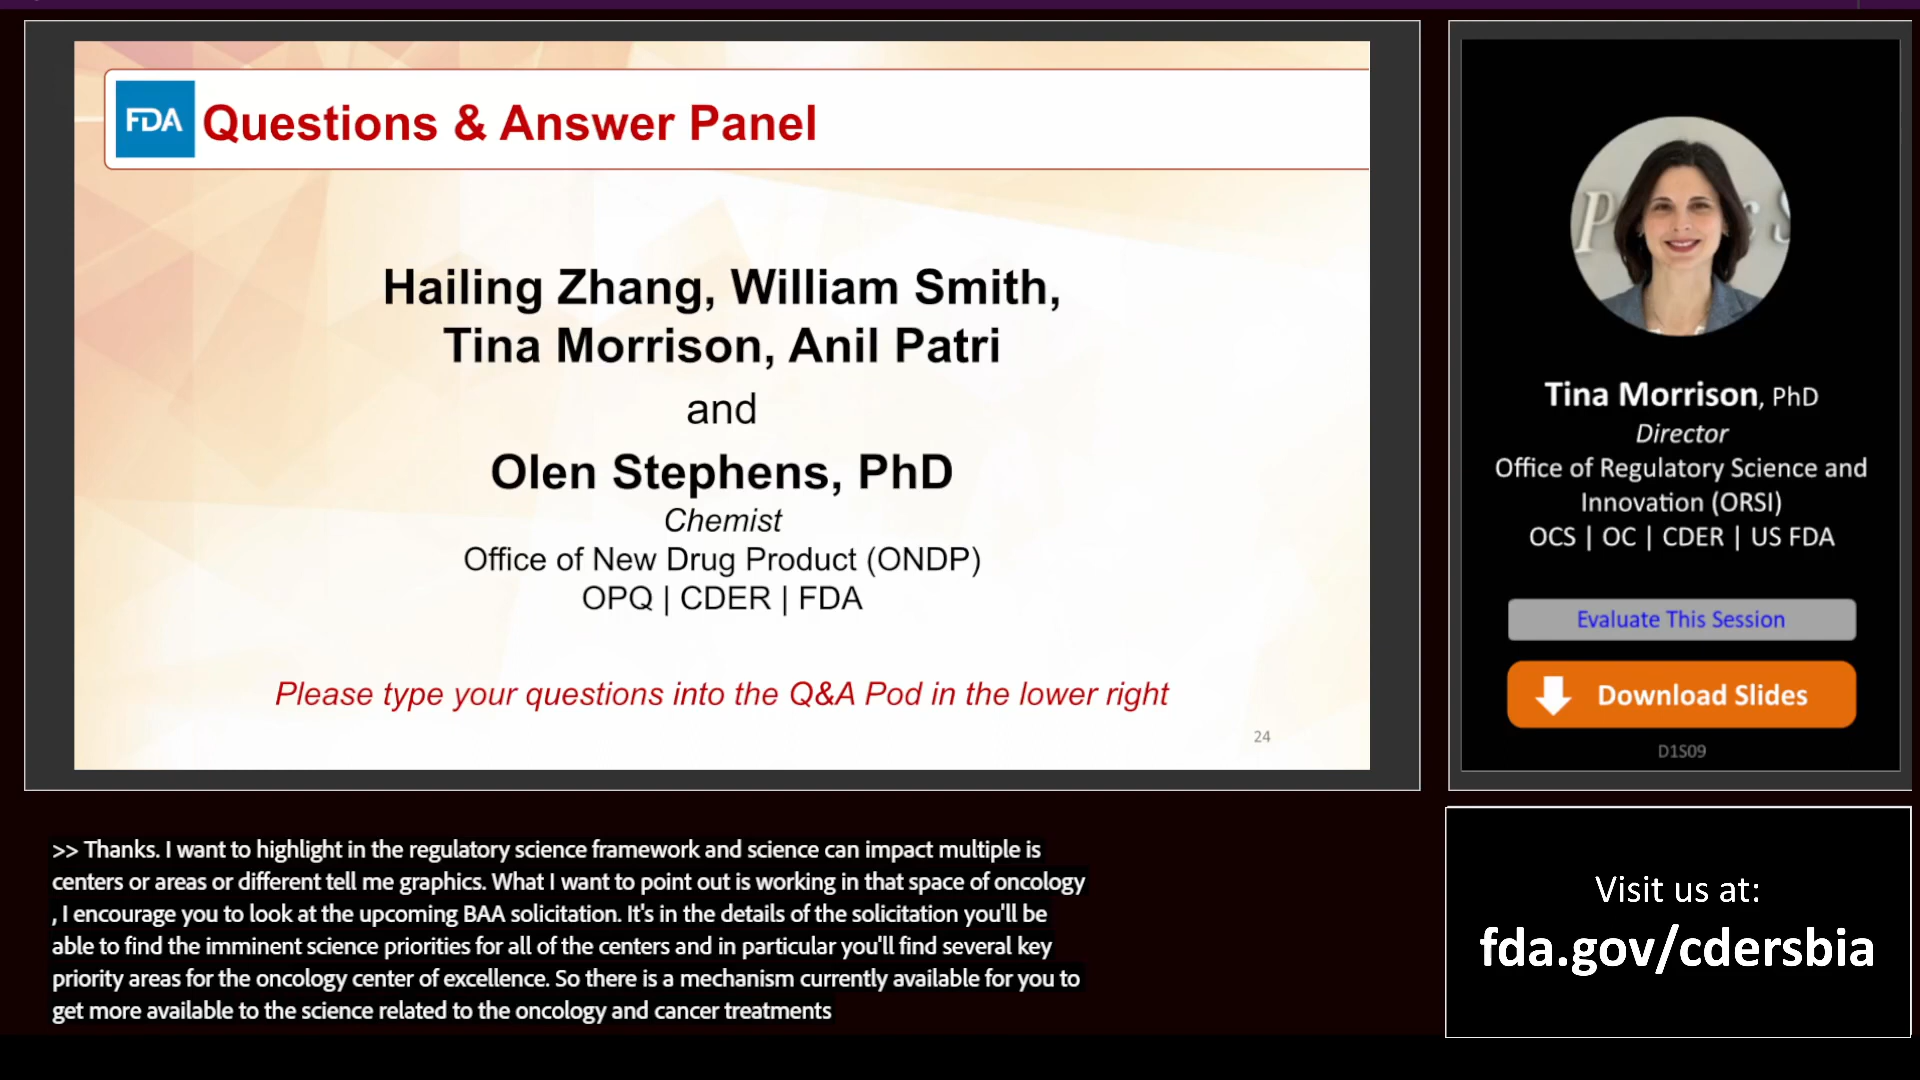 FDA
Questions & Answer Panel
Hailing Zhang, William Smith,
Tina Morrison, Anil Patri
and
Olen Stephens, PhD
Chemist
Office of New Drug Product (ONDP)
OPQ | CDER | FDA
Please type your questions into the Q&A Pod in the lower right
24
Tina Morrison, PhD
Director
Office of Regulatory Science and
Innovation (ORSI)
OCS | OC | CDER | US FDA
Evaluate This Session
Download Slides
D1S09
>> Thanks. I want to highlight in the regulatory science framework and science can impact multiple is
centers or areas or different tell me graphics. What I want to point out is working in that space of oncology
, I encourage you to look at the upcoming BAA solicitation. It's in the details of the solicitation you'll be
able to find the imminent science priorities for all of the centers and in particular you'll find several key
priority areas for the oncology center of excellence. So there is a mechanism currently available for you to
get more available to the science related to the oncology and cancer treatments
Visit us at:
fda.gov/cdersbia